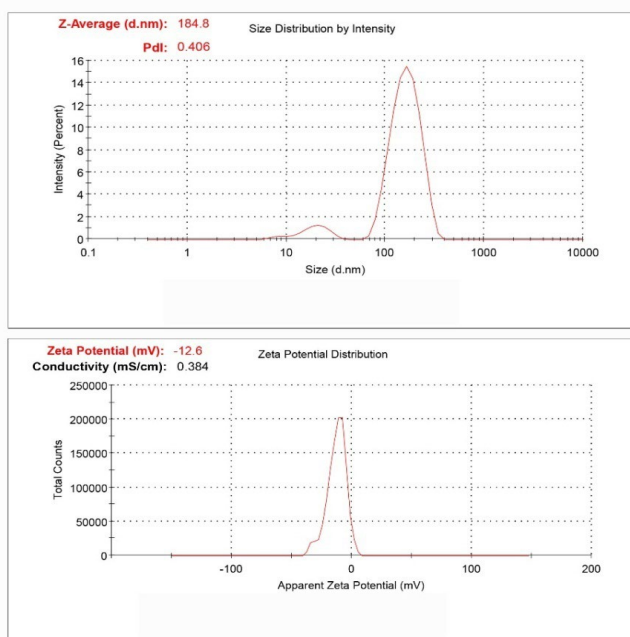 Z-Average (d.nm): 184.8
PdI: 0.406
Size Distribution by Intensity
16
14
12
10
8
6
4
2
0
Intensity (Percent)
0.1 1 10 100 1000 10000
Size (d.nm)
Zeta Potential (mV): -12.6
Conductivity (mS/cm): 0.384
Zeta Potential Distribution
250000
200000
150000
100000
50000
0
Total Counts
-100 0 100 200
Apparent Zeta Potential (mV)